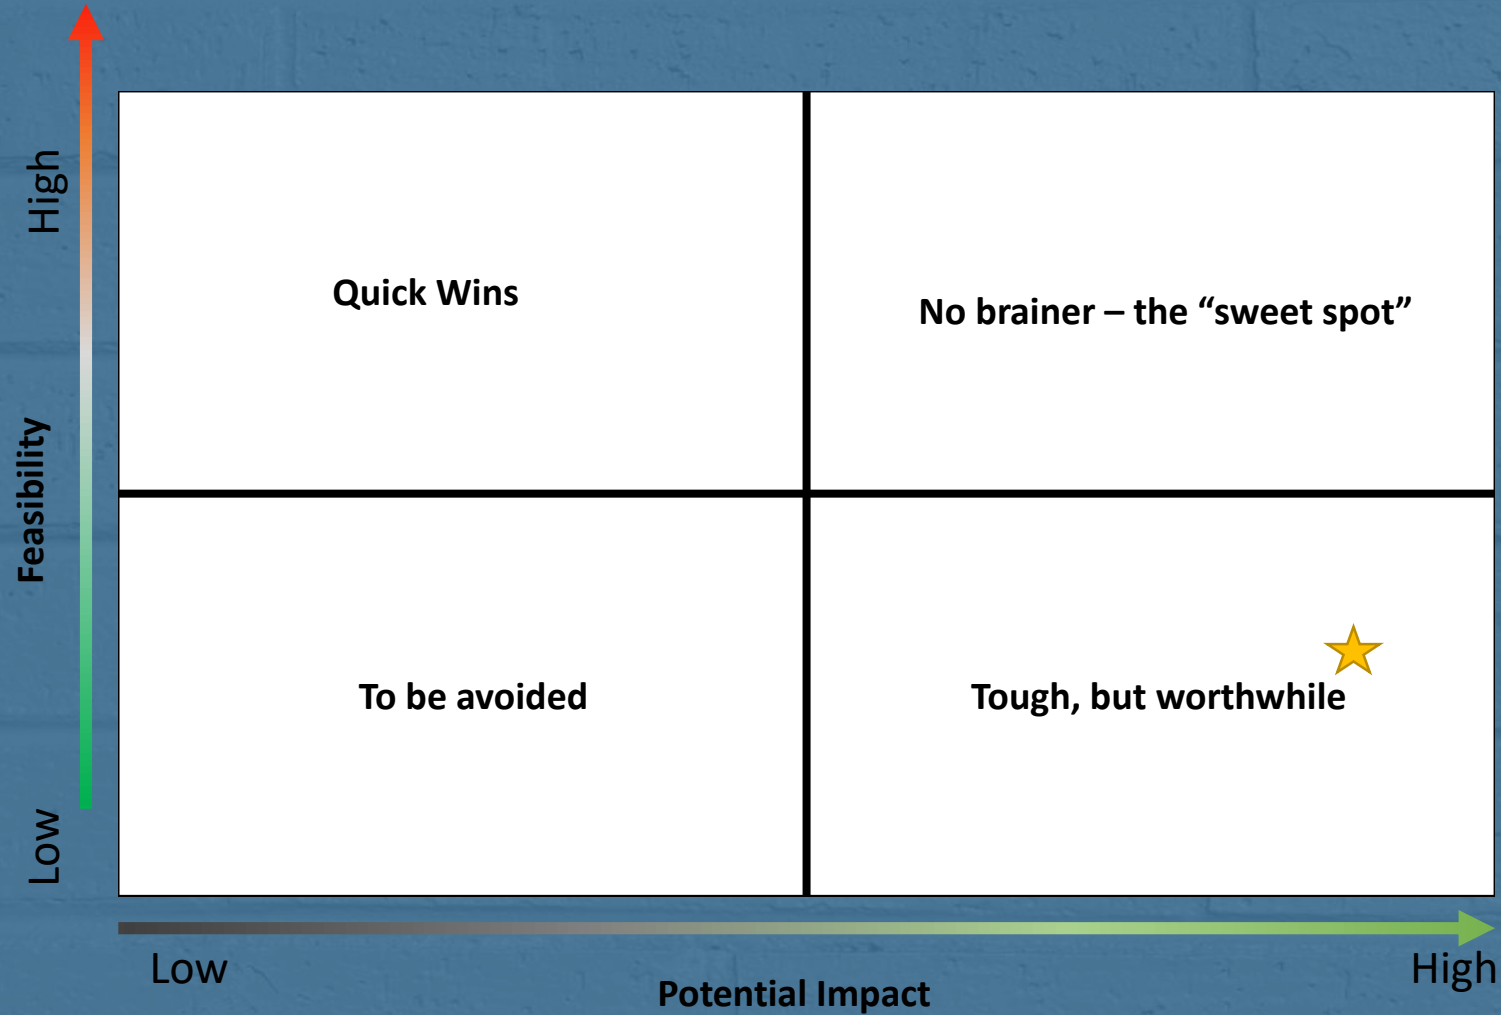 High
Quick Wins
No brainer – the “sweet spot”
Feasibility
To be avoided
Tough, but worthwhile
Low
Low
High
Potential Impact